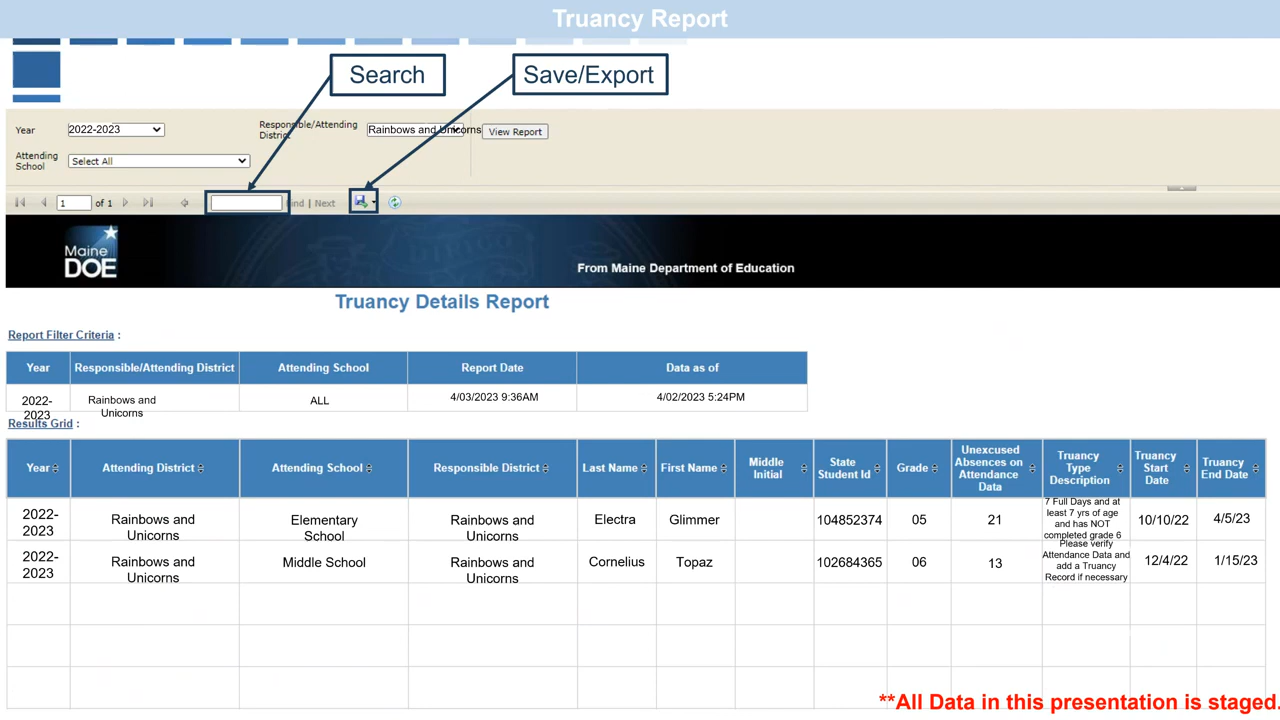 Truancy Report
Search
Save/Export
Year
2022-2023
Responsible/Attending
District
Rainbows and Unicorns
View Report
Attending
School
Select All
1
of 1
ind | Next
Maine
DOE
From Maine Department of Education
Truancy Details Report
Report Filter Criteria :
Year
Responsible/Attending District
Attending School
Report Date
Data as of
2022-
2023
Rainbows and
Unicorns
ALL
4/03/2023 9:36AM
4/02/2023 5:24PM
Results Grid :
Year
Attending District
Attending School
Responsible District
Last Name
First Name
Middle
Initial
State
Student Id
Grade
Unexcused
Absences on
Attendance
Data
Truancy
Type
Description
Truancy
Start
Date
Truancy
End Date
2022-
2023
Rainbows and
Unicorns
Elementary
School
Rainbows and
Unicorns
Electra
Glimmer
104852374
05
21
7 Full Days and at
least 7 yrs of age
and has NOT
completed grade 6
10/10/22
4/5/23
2022-
2023
Rainbows and
Unicorns
Middle School
Rainbows and
Unicorns
Cornelius
Topaz
102684365
06
13
Please verify
Attendance Data and
add a Truancy
Record if necessary
12/4/22
1/15/23
**All Data in this presentation is staged.